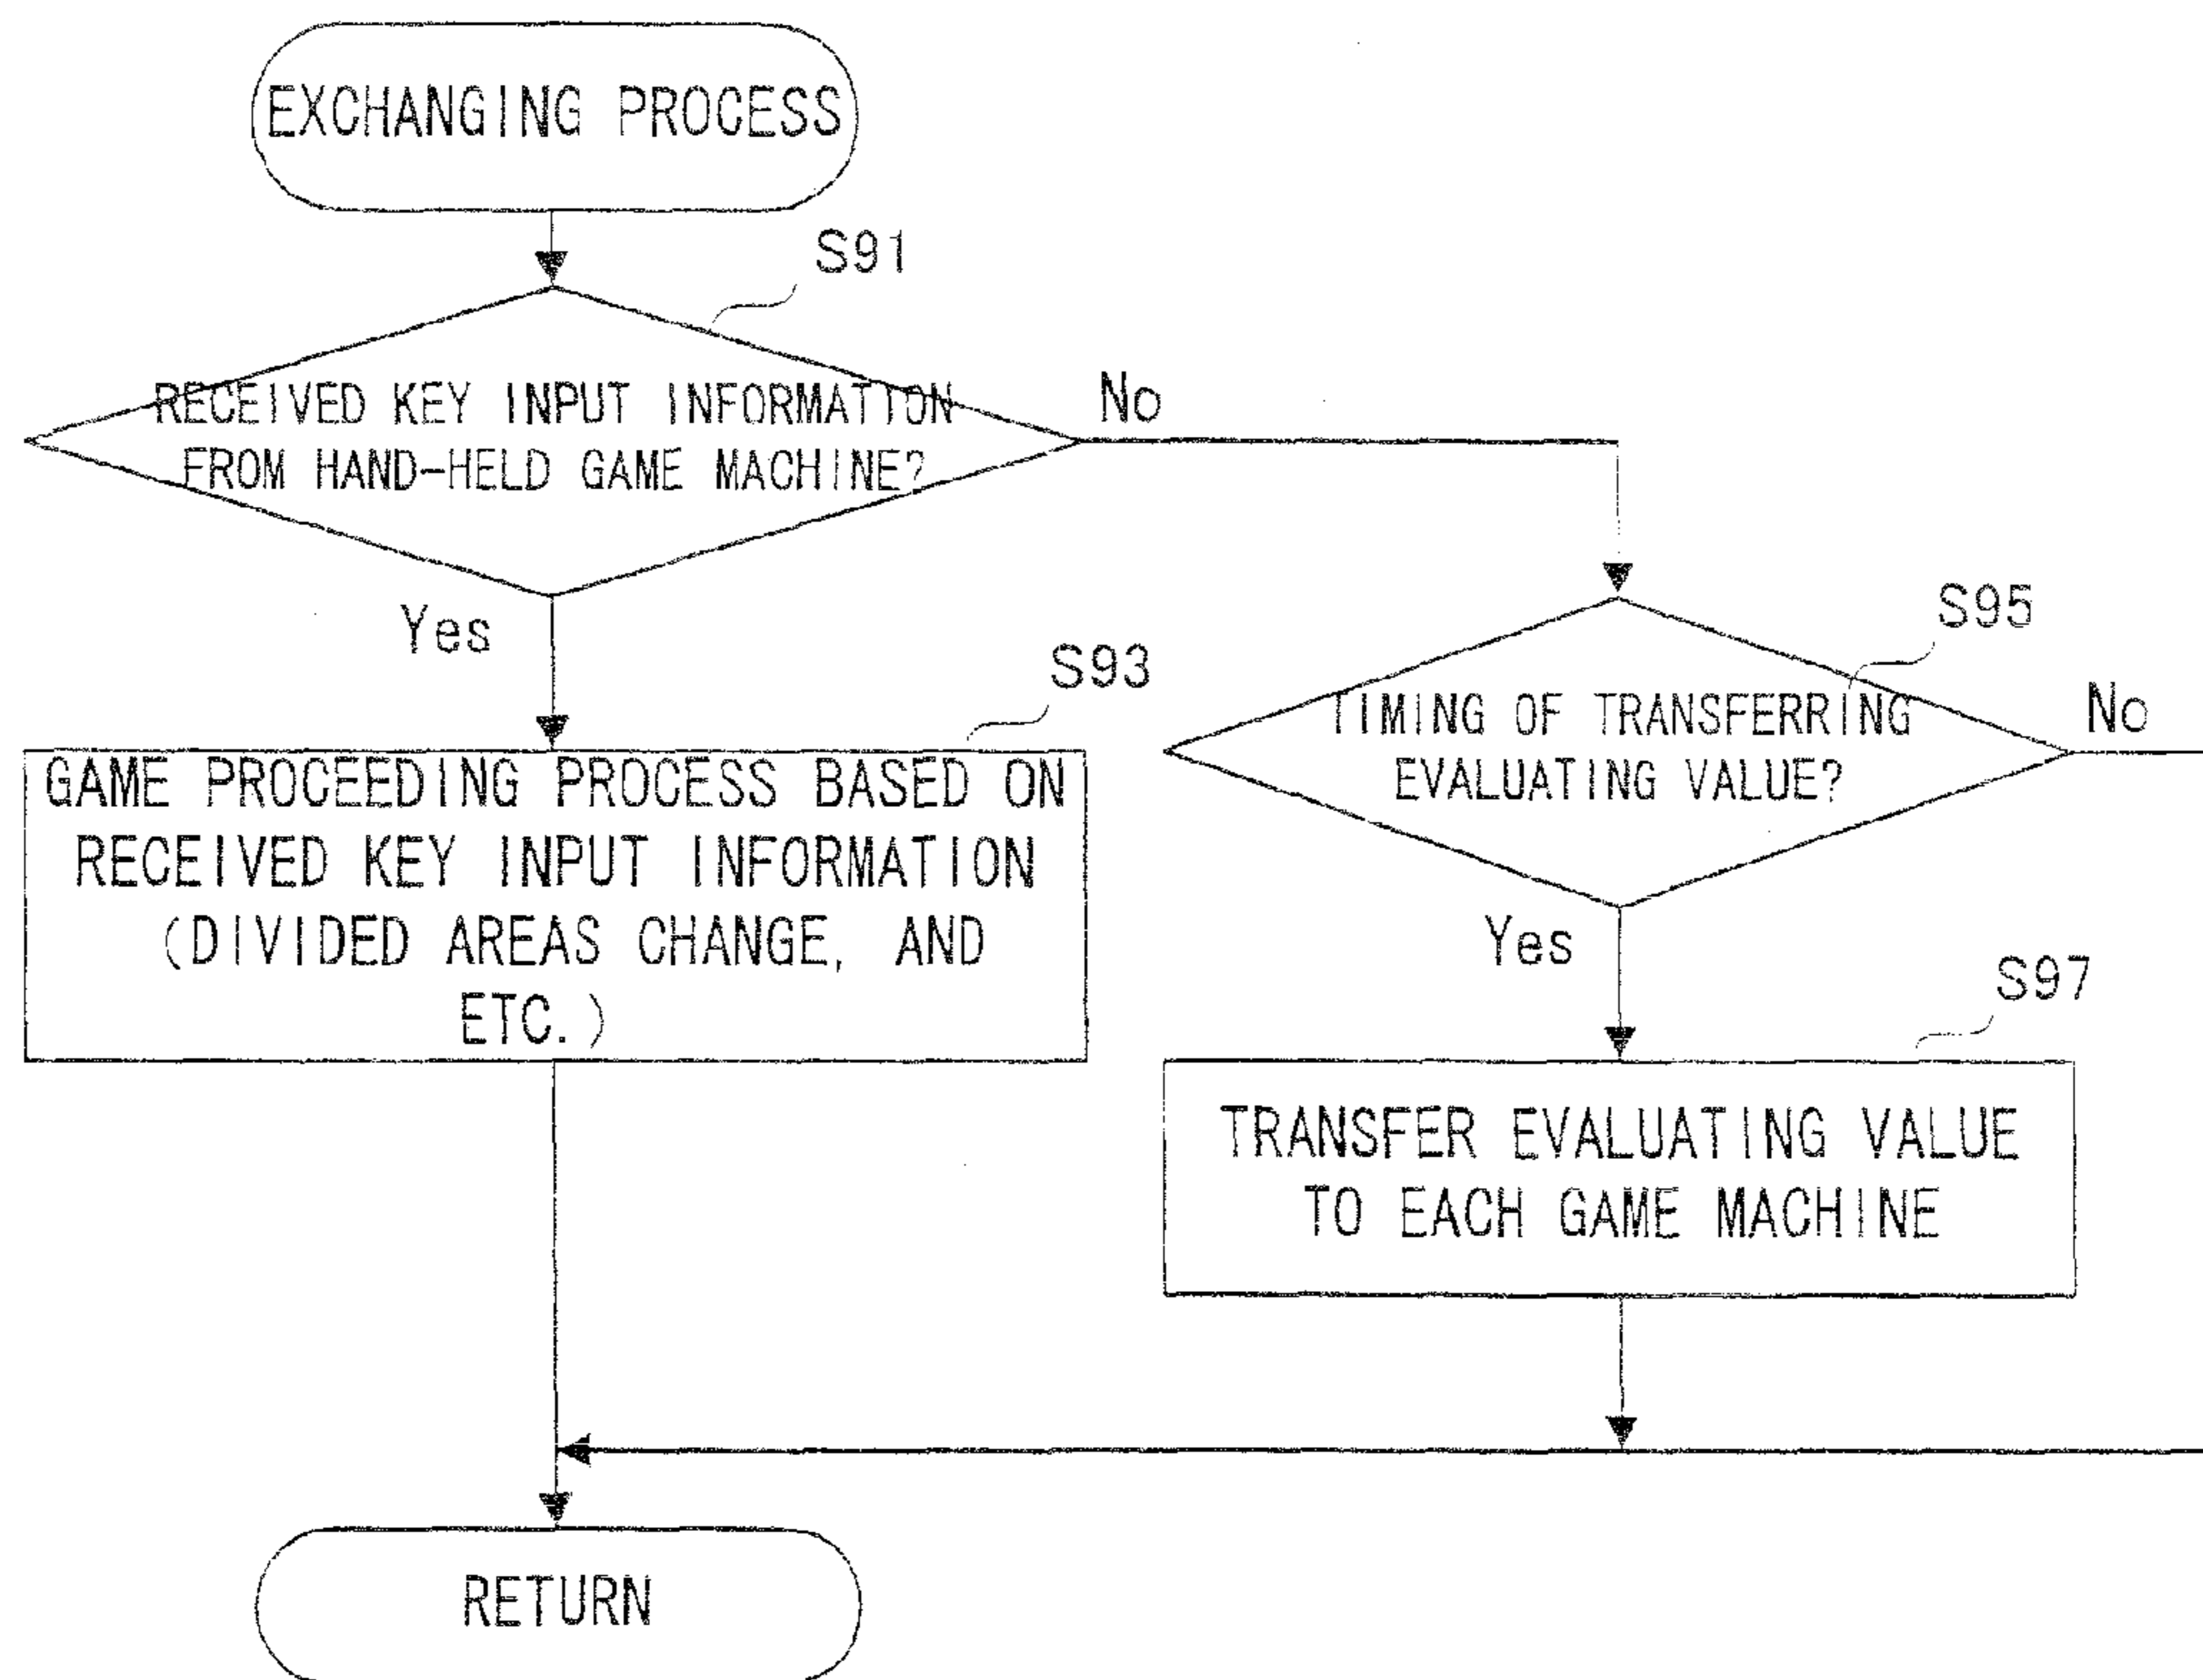 EXCHANGING PROCESS
S91
RECEIVED KEY INPUT INFORMATION
FROM HAND-HELD GAME MACHINE?
No
Yes
S93
GAME PROCEEDING PROCESS BASED ON
RECEIVED KEY INPUT INFORMATION
(DIVIDED AREAS CHANGE, AND
ETC.)
S95
TIMING OF TRANSFERRING
EVALUATING VALUE?
No
Yes
S97
TRANSFER EVALUATING VALUE
TO EACH GAME MACHINE
RETURN